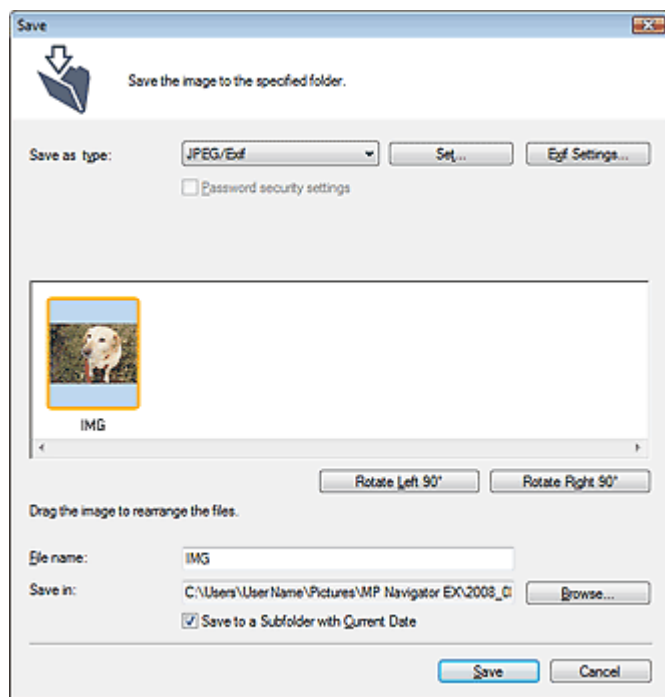 Save
Save the image to the specified folder.
Save as type: JPEG/Exif Set... Exif Settings...
Password security settings
IMG
Rotate Left 90° Rotate Right 90°
Drag the image to rearrange the files.
File name: IMG
Save in: C:\Users\UserName\Pictures\MP Navigator EX\2008_ Browse...
Save to a Subfolder with Current Date
Save Cancel